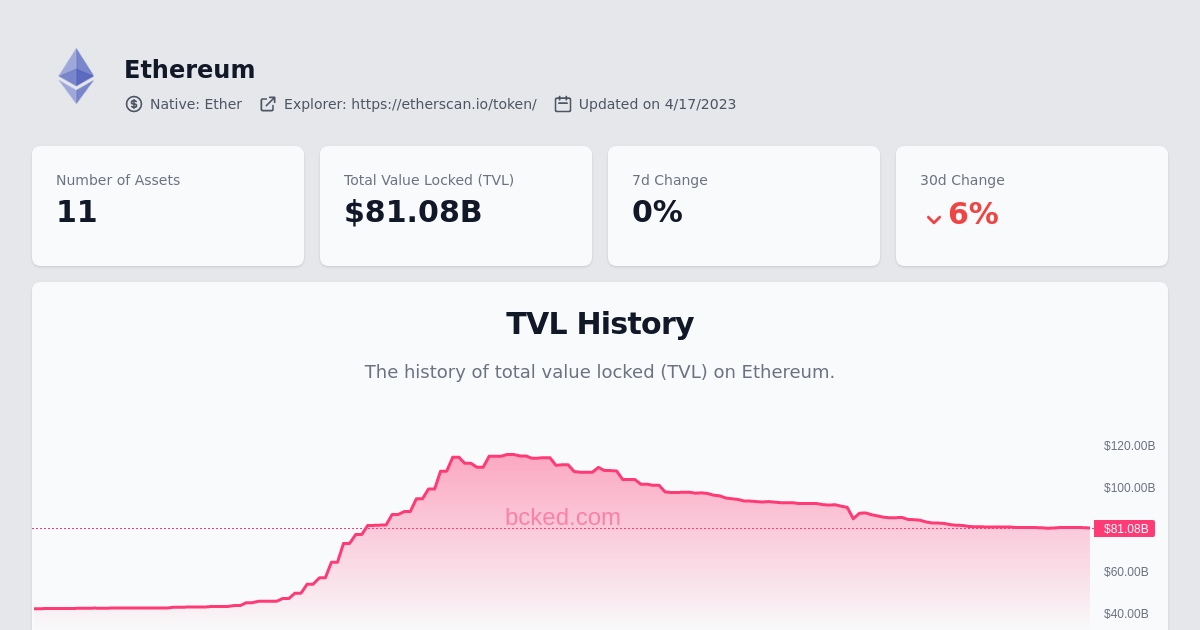 Ethereum
Native: Ether Explorer: https://etherscan.io/token/ Updated on 4/17/2023
Number of Assets
11
Total Value Locked (TVL)
$81.08B
7d Change
0%
30d Change
6%
TVL History
The history of total value locked (TVL) on Ethereum.
$120.00B
$100.00B
bcked.com
$81.08B
$60.00B
$40.00B